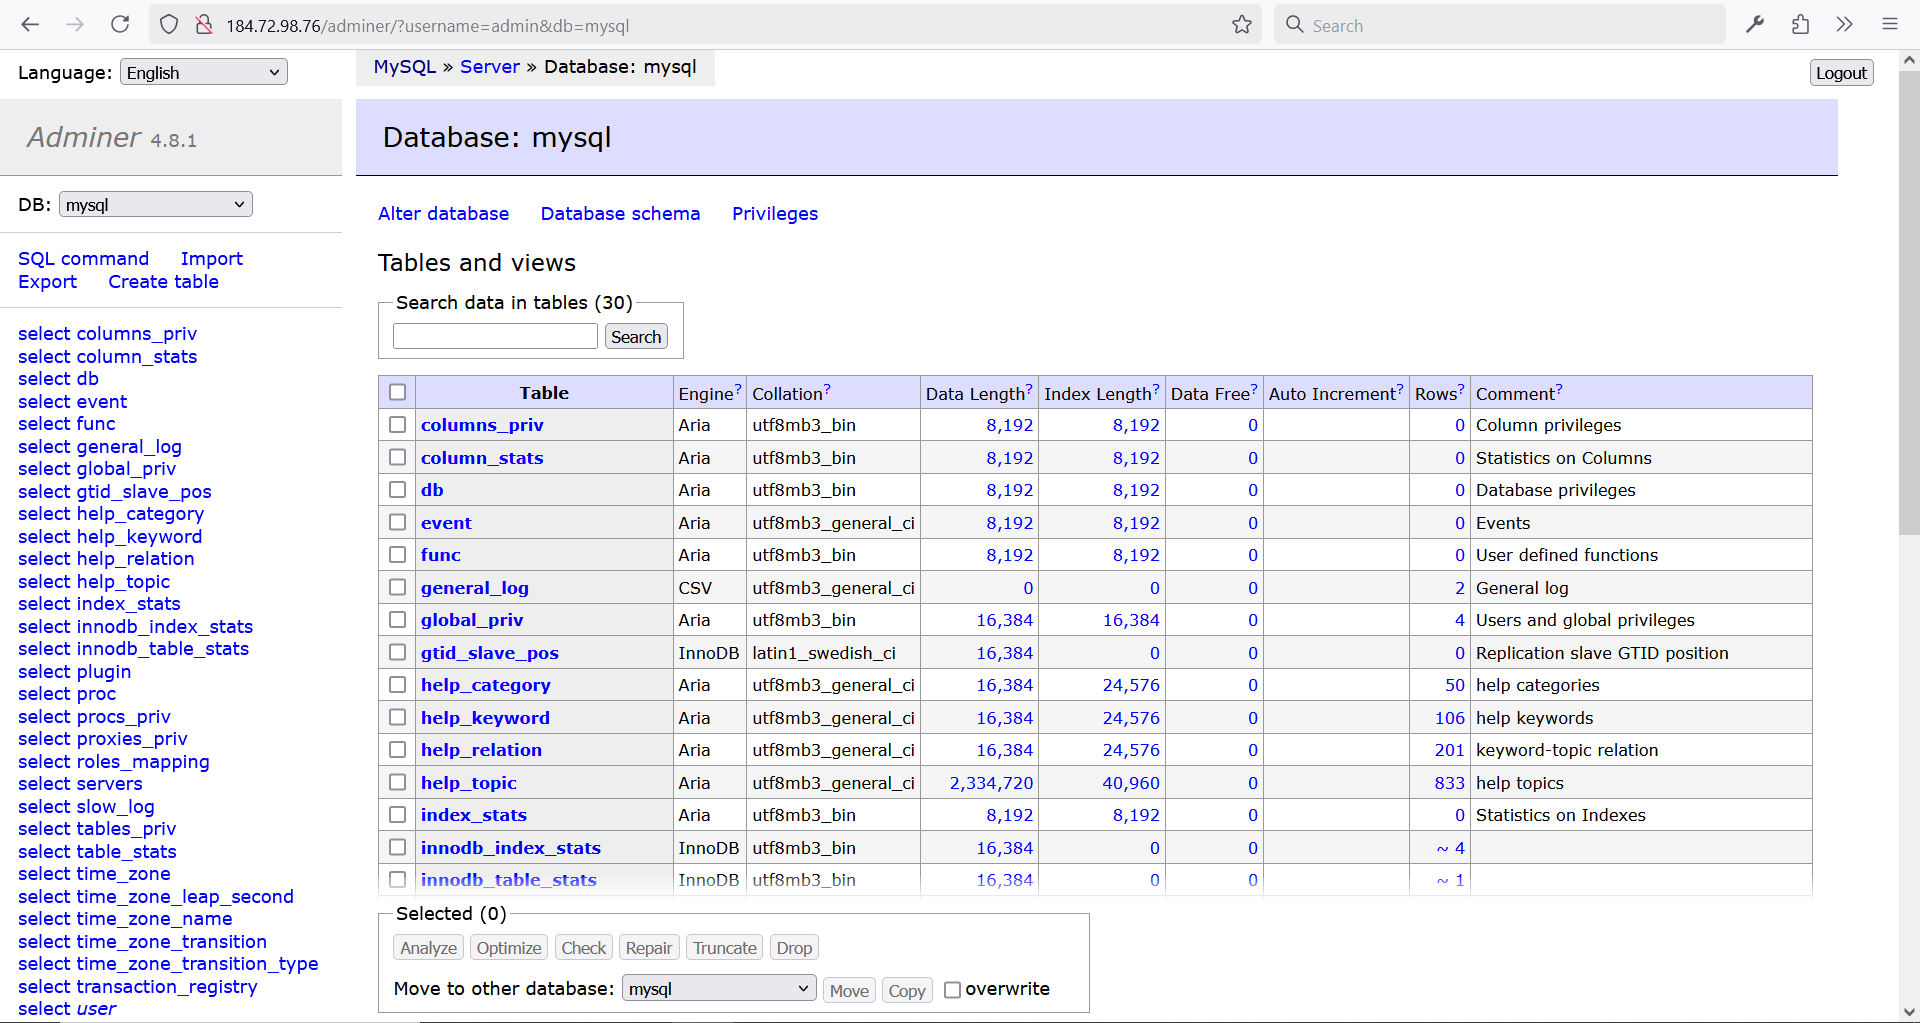 184.72.98.76/adminer/?username=admin&db=mysql
Search
Language: English
MySQL » Server » Database: mysql
Logout
Adminer 4.8.1
Database: mysql
DB: mysql
Alter database Database schema Privileges
SQL command Import
Export Create table
select columns_priv
select column_stats
select db
select event
select func
select general_log
select global_priv
select gtid_slave_pos
select help_category
select help_keyword
select help_relation
select help_topic
select index_stats
select innodb_index_stats
select innodb_table_stats
select plugin
select proc
select procs_priv
select proxies_priv
select roles_mapping
select servers
select slow_log
select tables_priv
select table_stats
select time_zone
select time_zone_leap_second
select time_zone_name
select time_zone_transition
select time_zone_transition_type
select transaction_registry
select user
Tables and views
Search data in tables (30)
Search
Table Engine? Collation? Data Length? Index Length? Data Free? Auto Increment? Rows? Comment?
columns_priv Aria utf8mb3_bin 8,192 8,192 0 0 Column privileges
column_stats Aria utf8mb3_bin 8,192 8,192 0 0 Statistics on Columns
db Aria utf8mb3_bin 8,192 8,192 0 0 Database privileges
event Aria utf8mb3_general_ci 8,192 8,192 0 0 Events
func Aria utf8mb3_bin 8,192 8,192 0 0 User defined functions
general_log CSV utf8mb3_general_ci 0 0 0 2 General log
global_priv Aria utf8mb3_bin 16,384 16,384 0 4 Users and global privileges
gtid_slave_pos InnoDB latin1_swedish_ci 16,384 0 0 0 Replication slave GTID position
help_category Aria utf8mb3_general_ci 16,384 24,576 0 50 help categories
help_keyword Aria utf8mb3_general_ci 16,384 24,576 0 106 help keywords
help_relation Aria utf8mb3_general_ci 16,384 24,576 0 201 keyword-topic relation
help_topic Aria utf8mb3_general_ci 2,334,720 40,960 0 833 help topics
index_stats Aria utf8mb3_bin 8,192 8,192 0 0 Statistics on Indexes
innodb_index_stats InnoDB utf8mb3_bin 16,384 0 0 ~ 4
innodb_table_stats InnoDB utf8mb3_bin 16,384 0 0 ~ 1
Selected (0)
Analyze Optimize Check Repair Truncate Drop
Move to other database: mysql Move Copy overwrite